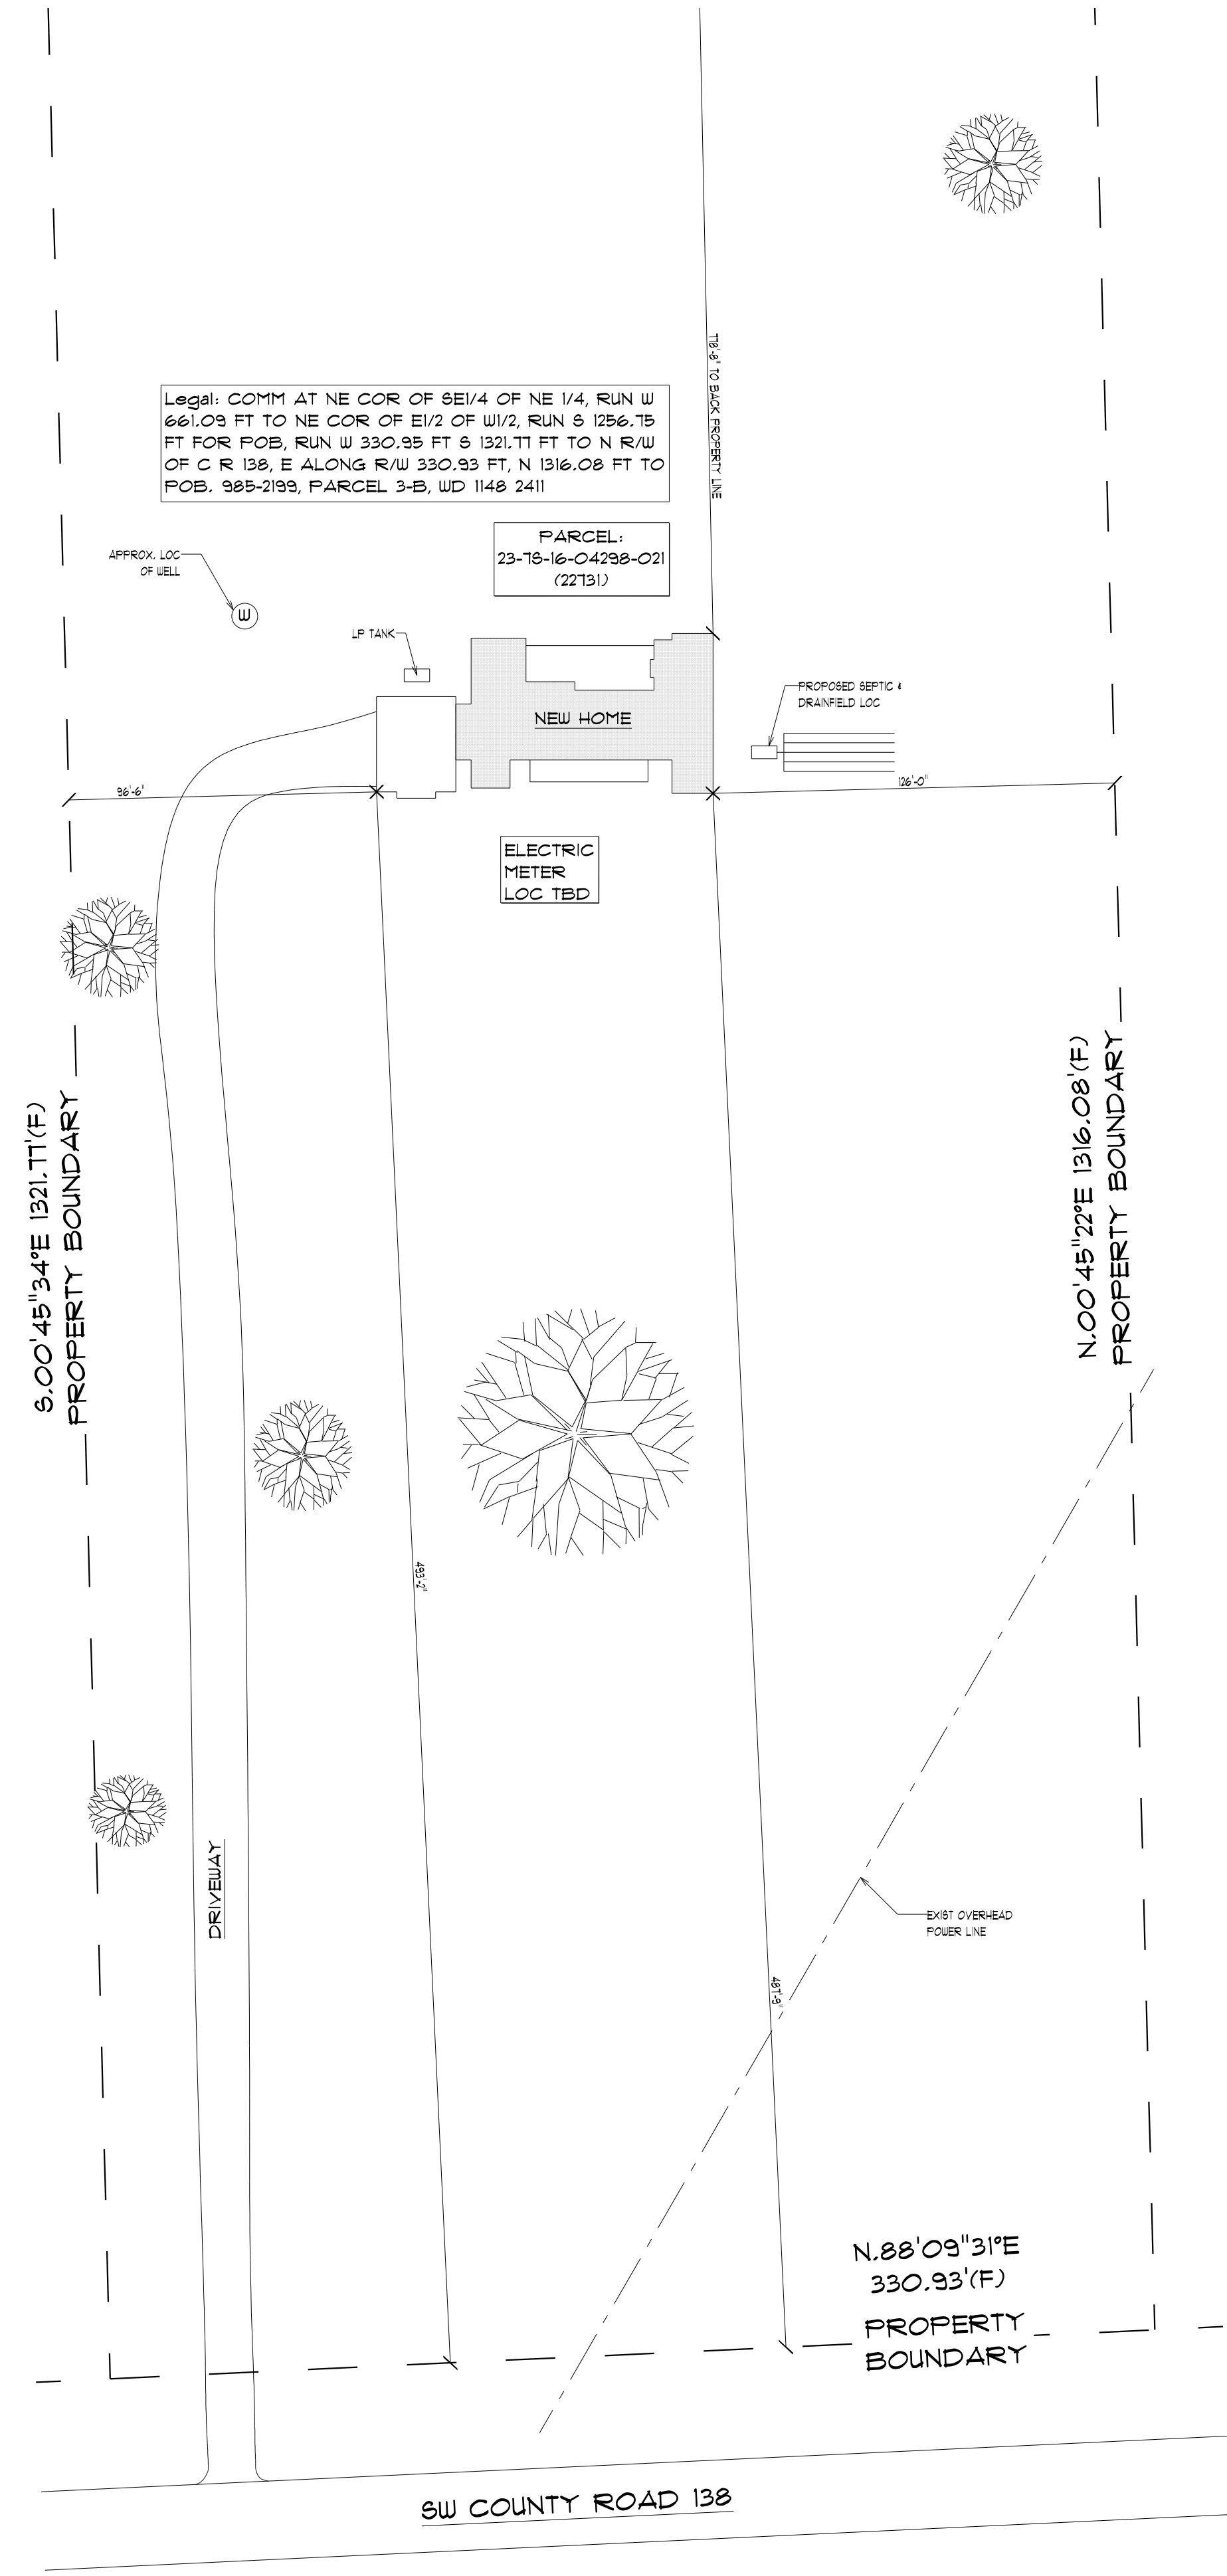 778'-8" TO BACK PROPERTY LINE
Legal: COMM AT NE COR OF SE1/4 OF NE 1/4, RUN W
661.09 FT TO NE COR OF E1/2 OF W1/2, RUN S 1256.75
FT FOR POB, RUN W 330.95 FT S 1321.77 FT TO N R/W
OF C R 138, E ALONG R/W 330.93 FT, N 1316.08 FT TO
POB. 985-2199, PARCEL 3-B, WD 1148 2411
PARCEL:
23-7S-16-04298-021
(22731)
APPROX. LOC
OF WELL
W
LP TANK
NEW HOME
PROPOSED SEPTIC &
DRAINFIELD LOC
96'-6"
126'-0"
ELECTRIC
METER
LOC TBD
S.00'45"34°E 1321.77'(F)
PROPERTY BOUNDARY
N.00'45"22°E 1316.08'(F)
PROPERTY BOUNDARY
493'-2"
DRIVEWAY
EXIST OVERHEAD
POWER LINE
487'-9"
N.88'09"31°E
330.93'(F)
PROPERTY
BOUNDARY
SW COUNTY ROAD 138